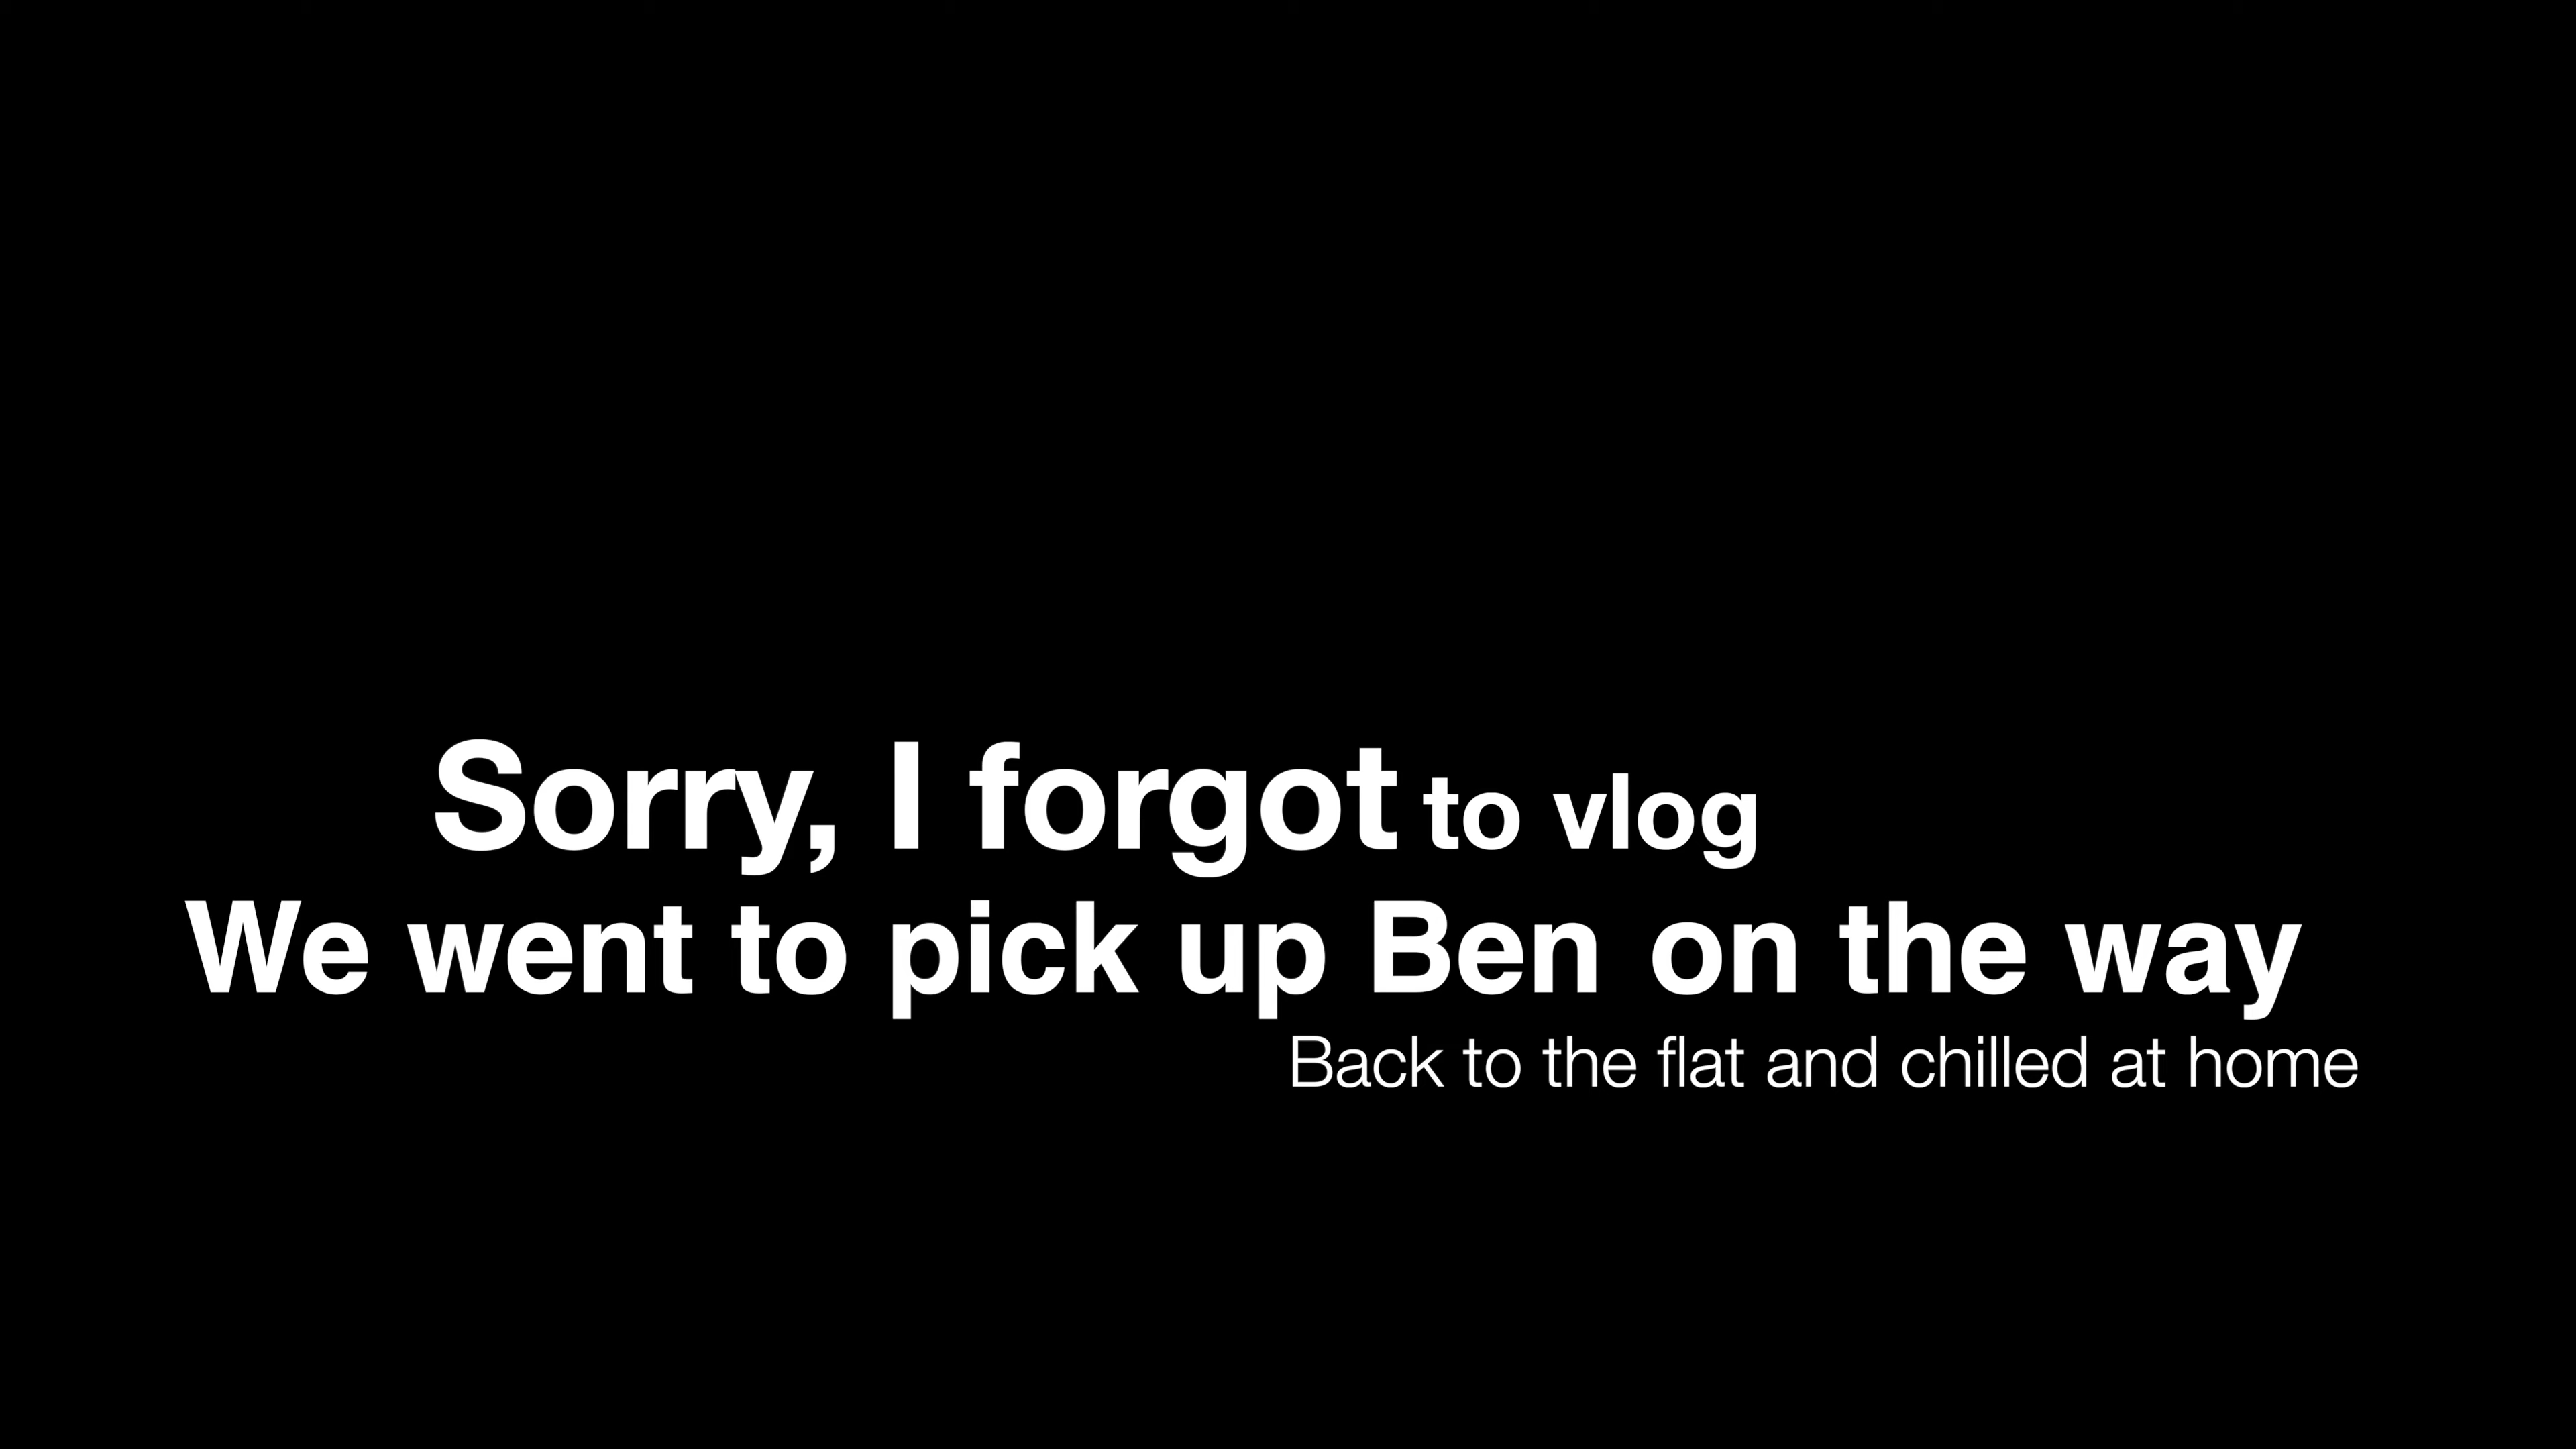 Sorry, I forgot to vlog
We went to pick up Ben on the way
Back to the flat and chilled at home